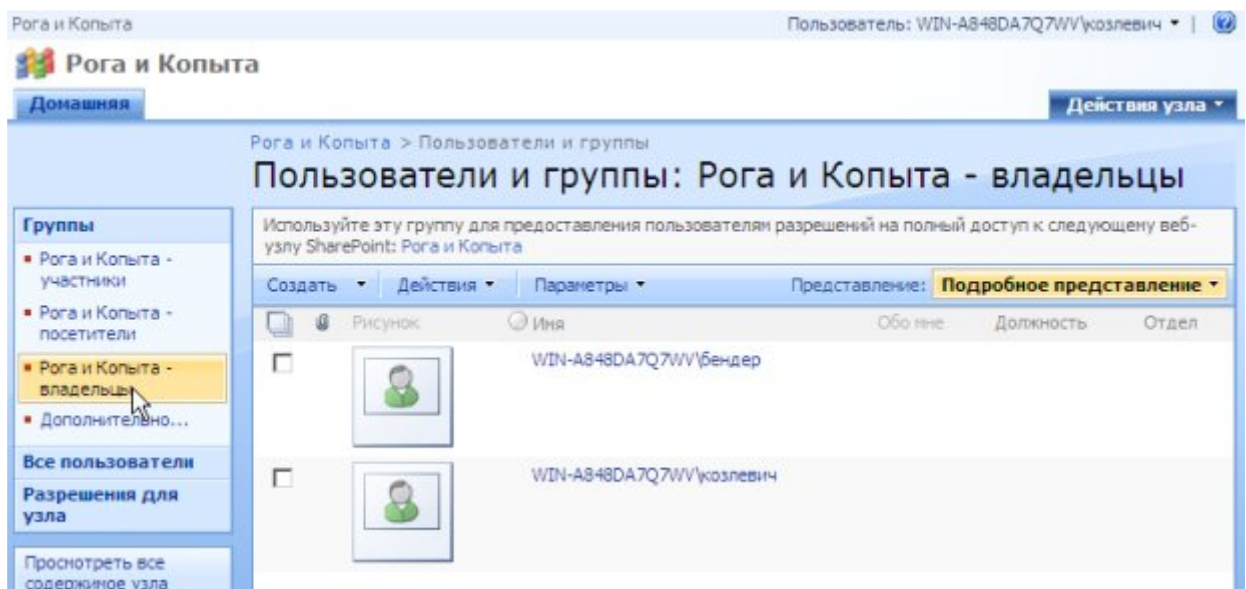 Рога и Копыта
Пользователь: WIN-A848DA7Q7WV\козлевич
Рога и Копыта
Домашняя
Действия узла
Рога и Копыта > Пользователи и группы
Пользователи и группы: Рога и Копыта - владельцы
Группы
Рога и Копыта -
участники
Рога и Копыта -
посетители
Рога и Копыта -
владельцы
Дополнительно...
Все пользователи
Разрешения для
узла
Просмотреть все
содержимое узла
Используйте эту группу для предоставления пользователям разрешений на полный доступ к следующему веб-
узлу SharePoint: Рога и Копыта
Создать Действия Параметры Представление: Подробное представление
Рисунок Имя Обо мне Должность Отдел
WIN-A848DA7Q7WV\бендер
WIN-A848DA7Q7WV\козлевич